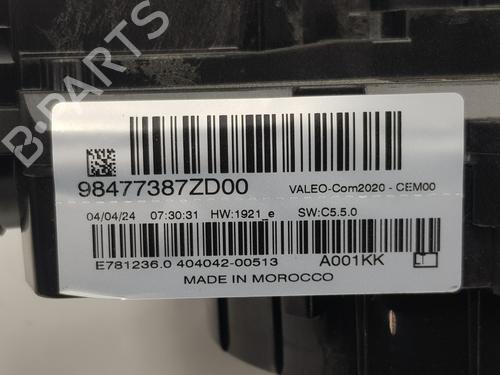 B.PARTS
98477387ZD00 VALEO-Com2020 - CEM00
04/04/24 07:30:31 HW:1921_e SW:C5.5.0
E781236.0 404042-00513 A001KK
MADE IN MOROCCO